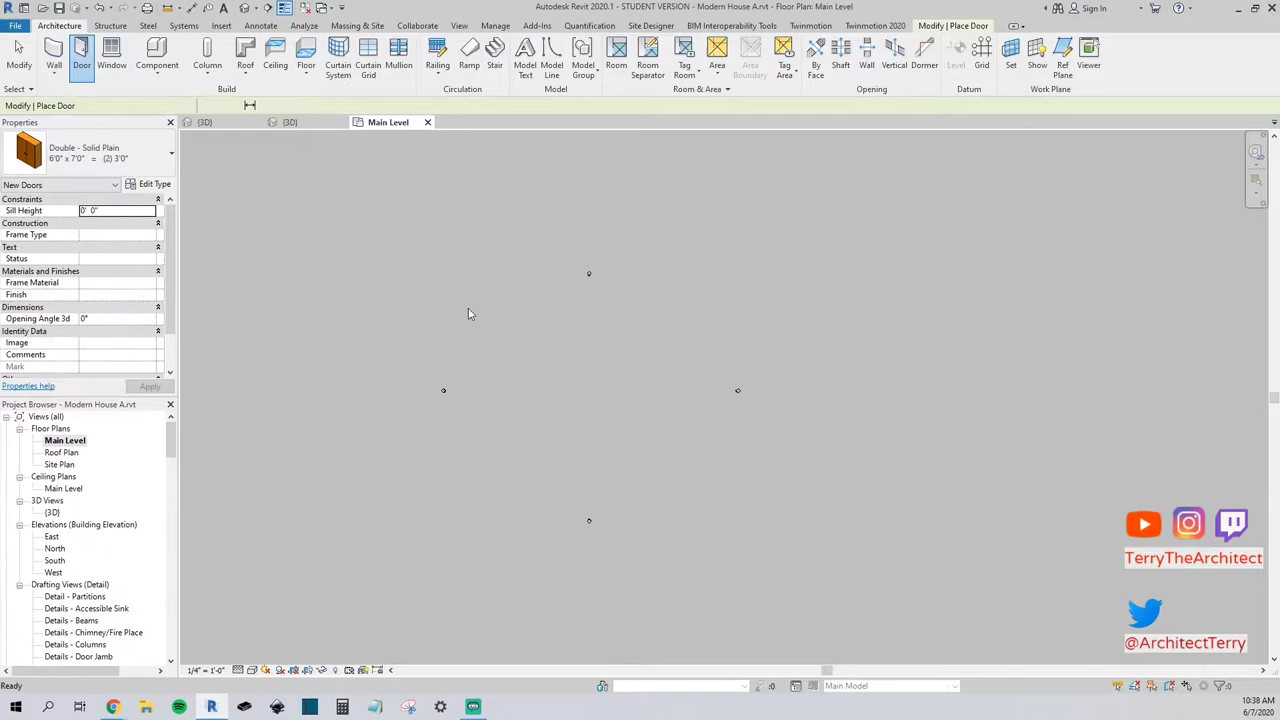 Autodesk Revit 2020.1 - STUDENT VERSION - Modern House A.rvt - Floor Plan: Main Level
Sign In
File Architecture Structure Steel Systems Insert Annotate Analyze Massing & Site Collaborate View Manage Add-Ins Quantification Site Designer BIM Interoperability Tools Twinmotion Twinmotion 2020 Modify | Place Door
Modify Wall Door Window Component Column Roof Ceiling Floor Curtain System Curtain Grid Mullion Railing Ramp Stair Model Text Model Line Model Group Room Room Separator Tag Room Area Area Boundary Tag Area By Face Shaft Wall Vertical Dormer Level Grid Set Show Ref Plane Viewer
Select Build Circulation Model Room & Area Opening Datum Work Plane
Modify | Place Door
Properties
{3D} {3D} Main Level
Double - Solid Plain
6'0" x 7'0" = (2) 3'0"
New Doors Edit Type
Constraints
Sill Height 0' 0"
Construction
Frame Type
Text
Status
Materials and Finishes
Frame Material
Finish
Dimensions
Opening Angle 3d 0°
Identity Data
Image
Comments
Mark
Properties help Apply
Project Browser - Modern House A.rvt
Views (all)
Floor Plans
Main Level
Roof Plan
Site Plan
Ceiling Plans
Main Level
3D Views
{3D}
Elevations (Building Elevation)
East
North
South
West
Drafting Views (Detail)
Detail - Partitions
Details - Accessible Sink
Details - Beams
Details - Chimney/Fire Place
Details - Columns
Details - Door Jamb
TerryTheArchitect
@ArchitectTerry
1/4" = 1'-0"
Ready
:0
Main Model
:0
10:38 AM
6/7/2020